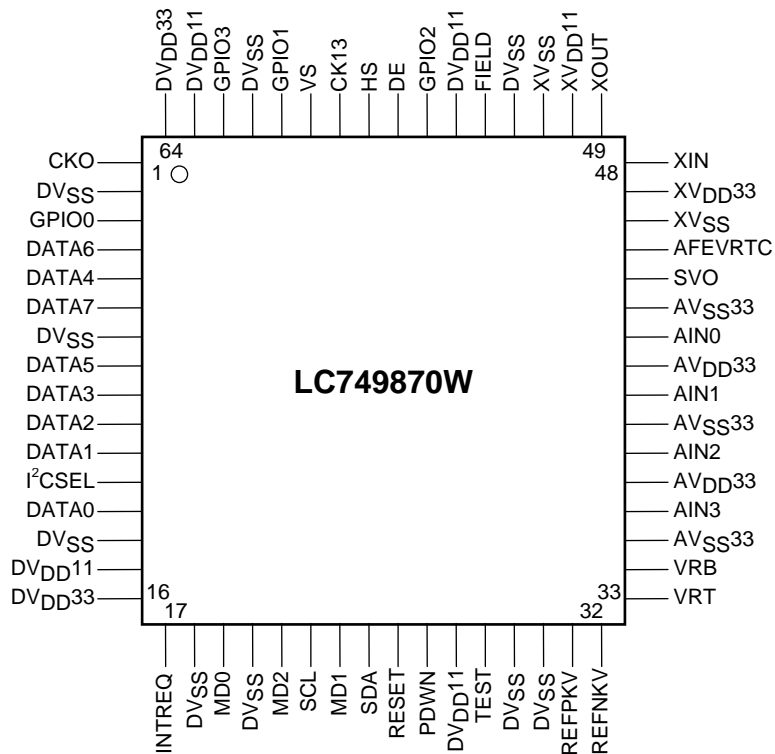 DVDD33
DVDD11
GPIO3
DVSS
GPIO1
VS
CK13
HS
DE
GPIO2
DVDD11
FIELD
DVSS
XVSS
XVDD11
XOUT
64
49
1
48
CKO
DVSS
GPIO0
DATA6
DATA4
DATA7
DVSS
DATA5
DATA3
DATA2
DATA1
I²CSEL
DATA0
DVSS
DVDD11
DVDD33
LC749870W
XIN
XVDD33
XVSS
AFEVRTC
SVO
AVSS33
AIN0
AVDD33
AIN1
AVSS33
AIN2
AVDD33
AIN3
AVSS33
VRB
VRT
16
33
17
32
INTREQ
DVSS
MD0
DVSS
MD2
SCL
MD1
SDA
RESET
PDWN
DVDD11
TEST
DVSS
DVSS
REFPKV
REFNKV